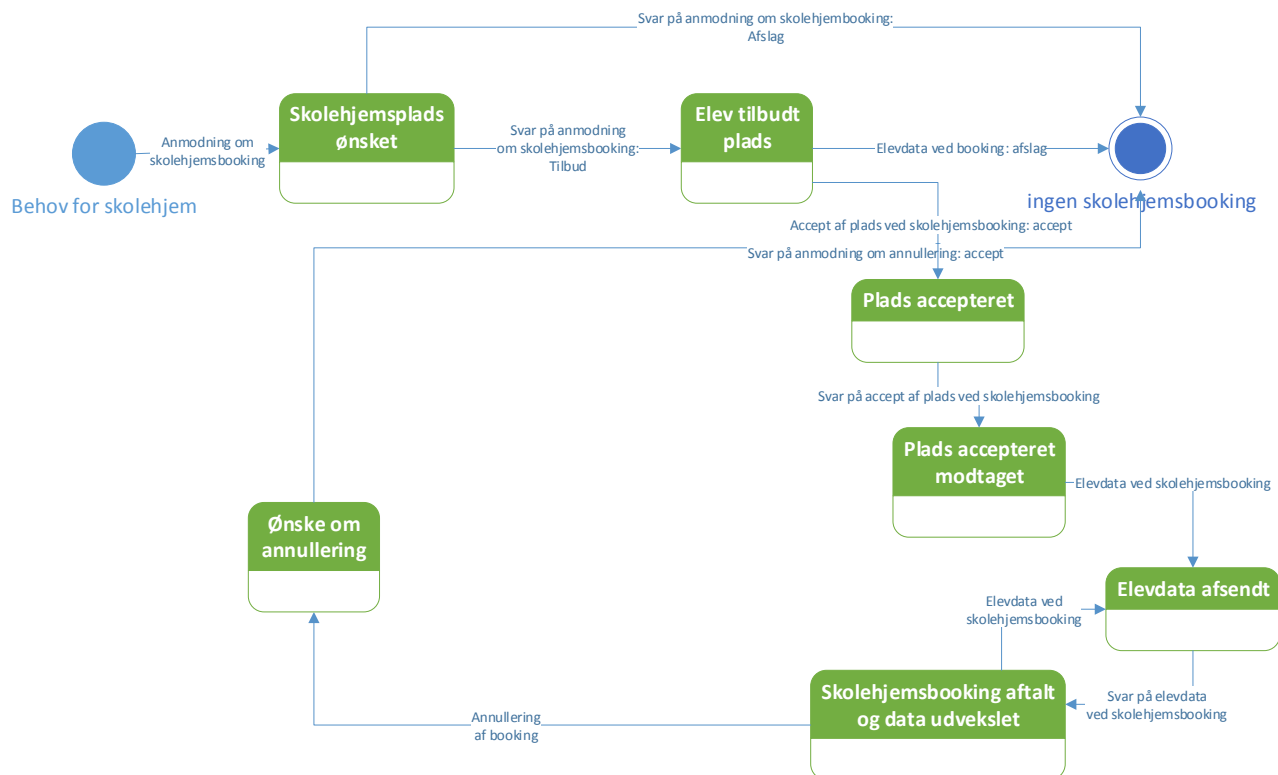 Svar på anmodning om skolehjembooking:
Afslag
Skolehjemsplads
ønsket
Elev tilbudt
plads
Anmodning om
skolehjemsbooking
Svar på anmodning
om skolehjemsbooking:
Tilbud
Elevdata ved booking: afslag
Behov for skolehjem
ingen skolehjemsbooking
Accept af plads ved skolehjemsbooking: accept
Svar på anmodning om annullering: accept
Plads accepteret
Svar på accept af plads ved skolehjemsbooking
Plads accepteret
modtaget
Elevdata ved skolehjemsbooking
Ønske om
annullering
Elevdata afsendt
Elevdata ved
skolehjemsbooking
Skolehjemsbooking aftalt
og data udvekslet
Svar på elevdata
ved skolehjemsbooking
Annullering
af booking